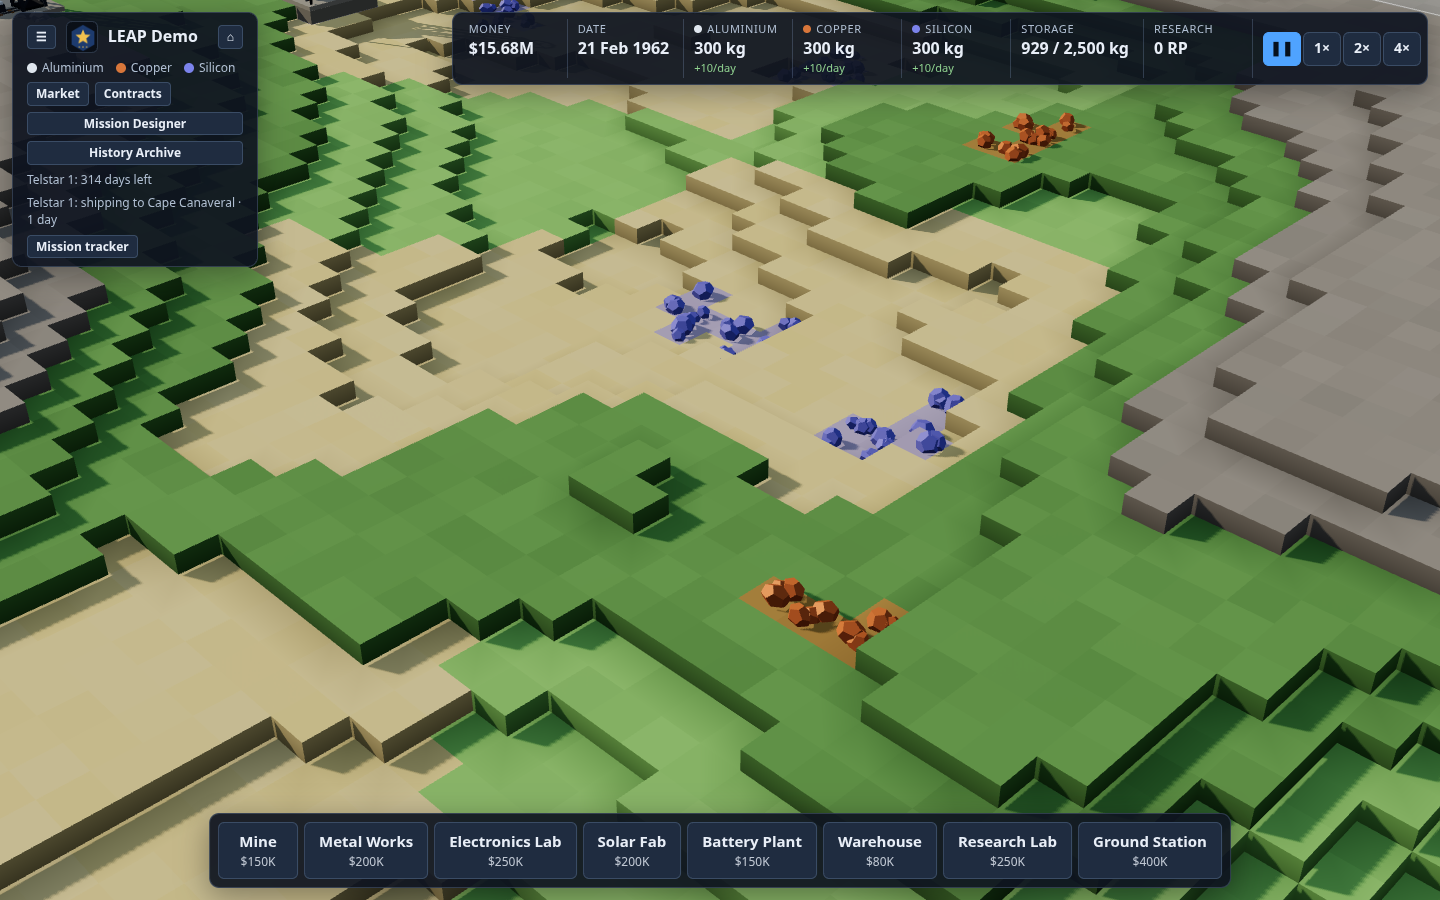 LEAP Demo
Aluminium Copper Silicon
Market Contracts
Mission Designer
History Archive
Telstar 1: 314 days left
Telstar 1: shipping to Cape Canaveral ·
1 day
Mission tracker
MONEY DATE ALUMINIUM COPPER SILICON STORAGE RESEARCH
$15.68M 21 Feb 1962 300 kg 300 kg 300 kg 929 / 2,500 kg 0 RP
+10/day +10/day +10/day
1× 2× 4×
Mine Metal Works Electronics Lab Solar Fab Battery Plant Warehouse Research Lab Ground Station
$150K $200K $250K $200K $150K $80K $250K $400K